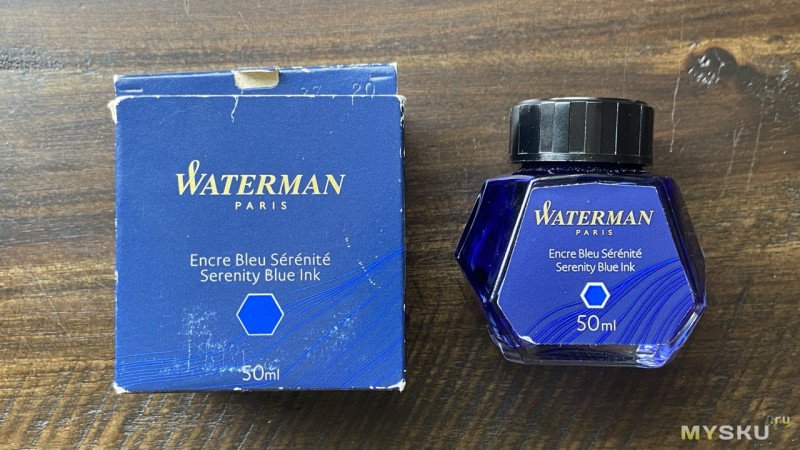 WATERMAN
PARIS
Encre Bleu Sérénité
Serenity Blue Ink
50ml
WATERMAN
PARIS
Encre Bleu Sérénité
Serenity Blue Ink
50ml
MYSKU.ru